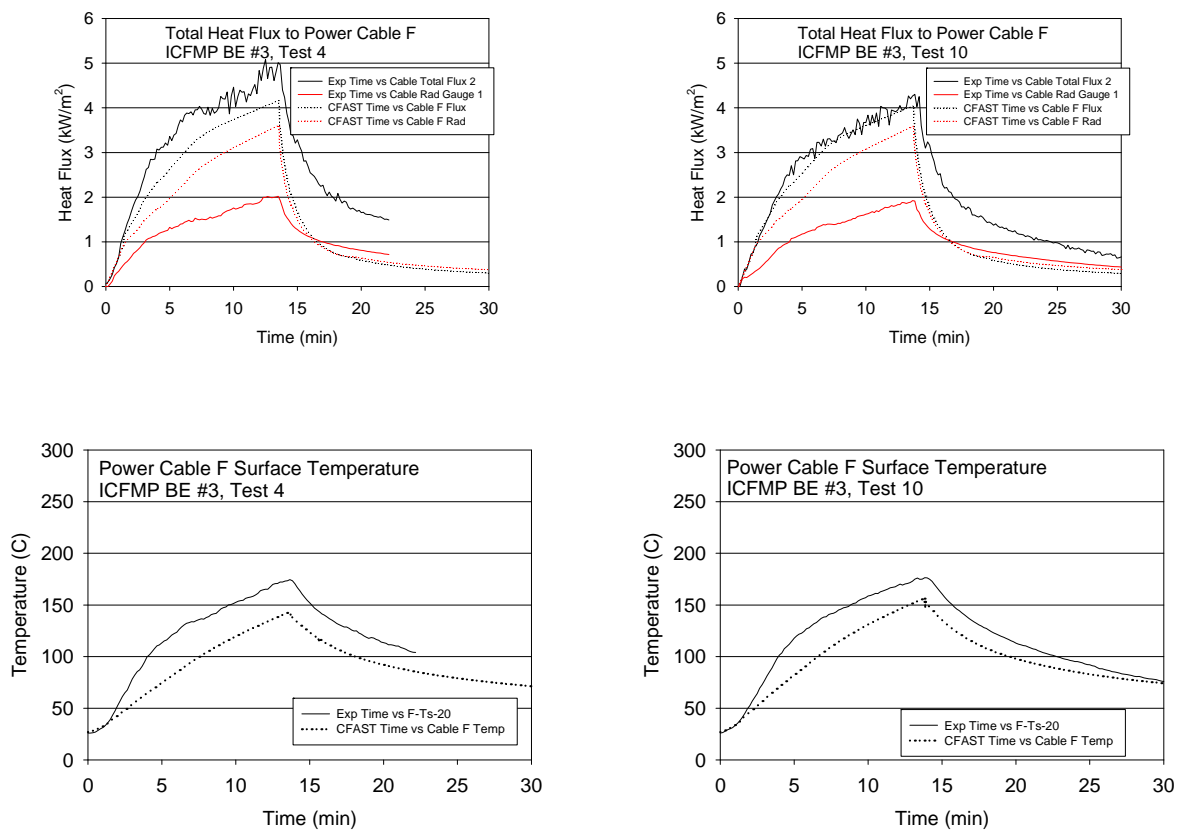 Total Heat Flux to Power Cable F
ICFMP BE #3, Test 4
Exp Time vs Cable Total Flux 2
Exp Time vs Cable Rad Gauge 1
CFAST Time vs Cable F Flux
CFAST Time vs Cable F Rad
Heat Flux (kW/m²)
6
5
4
3
2
1
0
0 5 10 15 20 25 30
Time (min)
Total Heat Flux to Power Cable F
ICFMP BE #3, Test 10
Exp Time vs Cable Total Flux 2
Exp Time vs Cable Rad Gauge 1
CFAST Time vs Cable F Flux
CFAST Time vs Cable F Rad
Heat Flux (kW/m²)
6
5
4
3
2
1
0
0 5 10 15 20 25 30
Time (min)
Power Cable F Surface Temperature
ICFMP BE #3, Test 4
Temperature (C)
300
250
200
150
100
50
0
Exp Time vs F-Ts-20
CFAST Time vs Cable F Temp
0 5 10 15 20 25 30
Time (min)
Power Cable F Surface Temperature
ICFMP BE #3, Test 10
Temperature (C)
300
250
200
150
100
50
0
Exp Time vs F-Ts-20
CFAST Time vs Cable F Temp
0 5 10 15 20 25 30
Time (min)